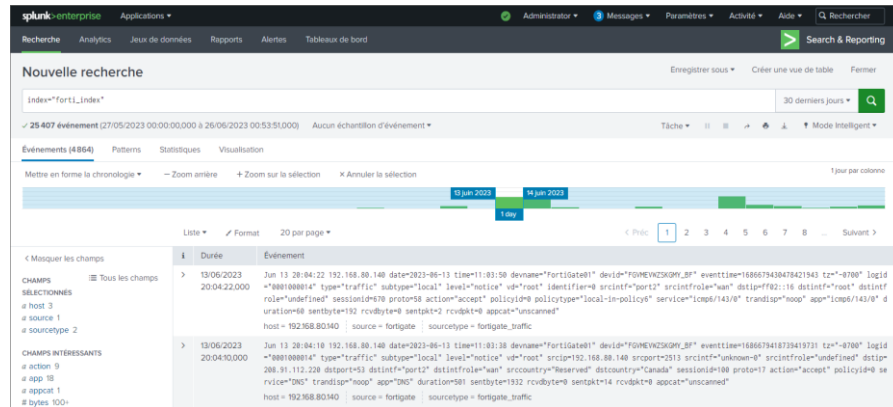 splunk>enterprise Applications ▾ Administrator ▾ 3 Messages ▾ Paramètres ▾ Activité ▾ Aide ▾ Rechercher
Recherche Analytics Jeux de données Rapports Alertes Tableaux de bord Search & Reporting
Nouvelle recherche Enregistrer sous ▾ Créer une vue de table Fermer
index="forti_index" 30 derniers jours ▾
✓ 25 407 événement (27/05/2023 00:00:00,000 à 26/06/2023 00:53:51,000) Aucun échantillon d'événement ▾ Tâche ▾ Mode Intelligent ▾
Événements (4 864) Patterns Statistiques Visualisation
Mettre en forme la chronologie ▾ — Zoom arrière + Zoom sur la sélection × Annuler la sélection 1 jour par colonne
13 juin 2023 14 juin 2023
1 day
Liste ▾ Format 20 par page ▾ < Préc 1 2 3 4 5 6 7 8 ... Suivant >
< Masquer les champs i Durée Événement
CHAMPS SÉLECTIONNÉS Tous les champs
a host 3
a source 1
a sourcetype 2
CHAMPS INTÉRESSANTS
a action 9
a app 18
a appcat 1
# bytes 100+
> 13/06/2023 20:04:22,000
Jun 13 20:04:22 192.168.80.140 date=2023-06-13 time=11:03:50 devname="FortiGate01" devid="FGVMEVWZSKGMY_BF" eventtime=1686679430478421943 tz="-0700" logid
="0001000014" type="traffic" subtype="local" level="notice" vd="root" identifier=0 srcintf="port2" srcintfrole="wan" dstip=ff02::16 dstintf="root" dstintf
role="undefined" sessionid=670 proto=58 action="accept" policyid=0 policytype="local-in-policy6" service="icmp6/143/0" trandisp="noop" app="icmp6/143/0" d
uration=60 sentbyte=192 rcvdbyte=0 sentpkt=2 rcvdpkt=0 appcat="unscanned"
host = 192.168.80.140 source = fortigate sourcetype = fortigate_traffic
> 13/06/2023 20:04:10,000
Jun 13 20:04:10 192.168.80.140 date=2023-06-13 time=11:03:38 devname="FortiGate01" devid="FGVMEVWZSKGMY_BF" eventtime=1686679418739419731 tz="-0700" logid
="0001000014" type="traffic" subtype="local" level="notice" vd="root" srcip=192.168.80.140 srcport=2513 srcintf="unknown-0" srcintfrole="undefined" dstip=
208.91.112.220 dstport=53 dstintf="port2" dstintfrole="wan" srccountry="Reserved" dstcountry="Canada" sessionid=100 proto=17 action="accept" policyid=0 se
rvice="DNS" trandisp="noop" app="DNS" duration=501 sentbyte=1932 rcvdbyte=0 sentpkt=14 rcvdpkt=0 appcat="unscanned"
host = 192.168.80.140 source = fortigate sourcetype = fortigate_traffic